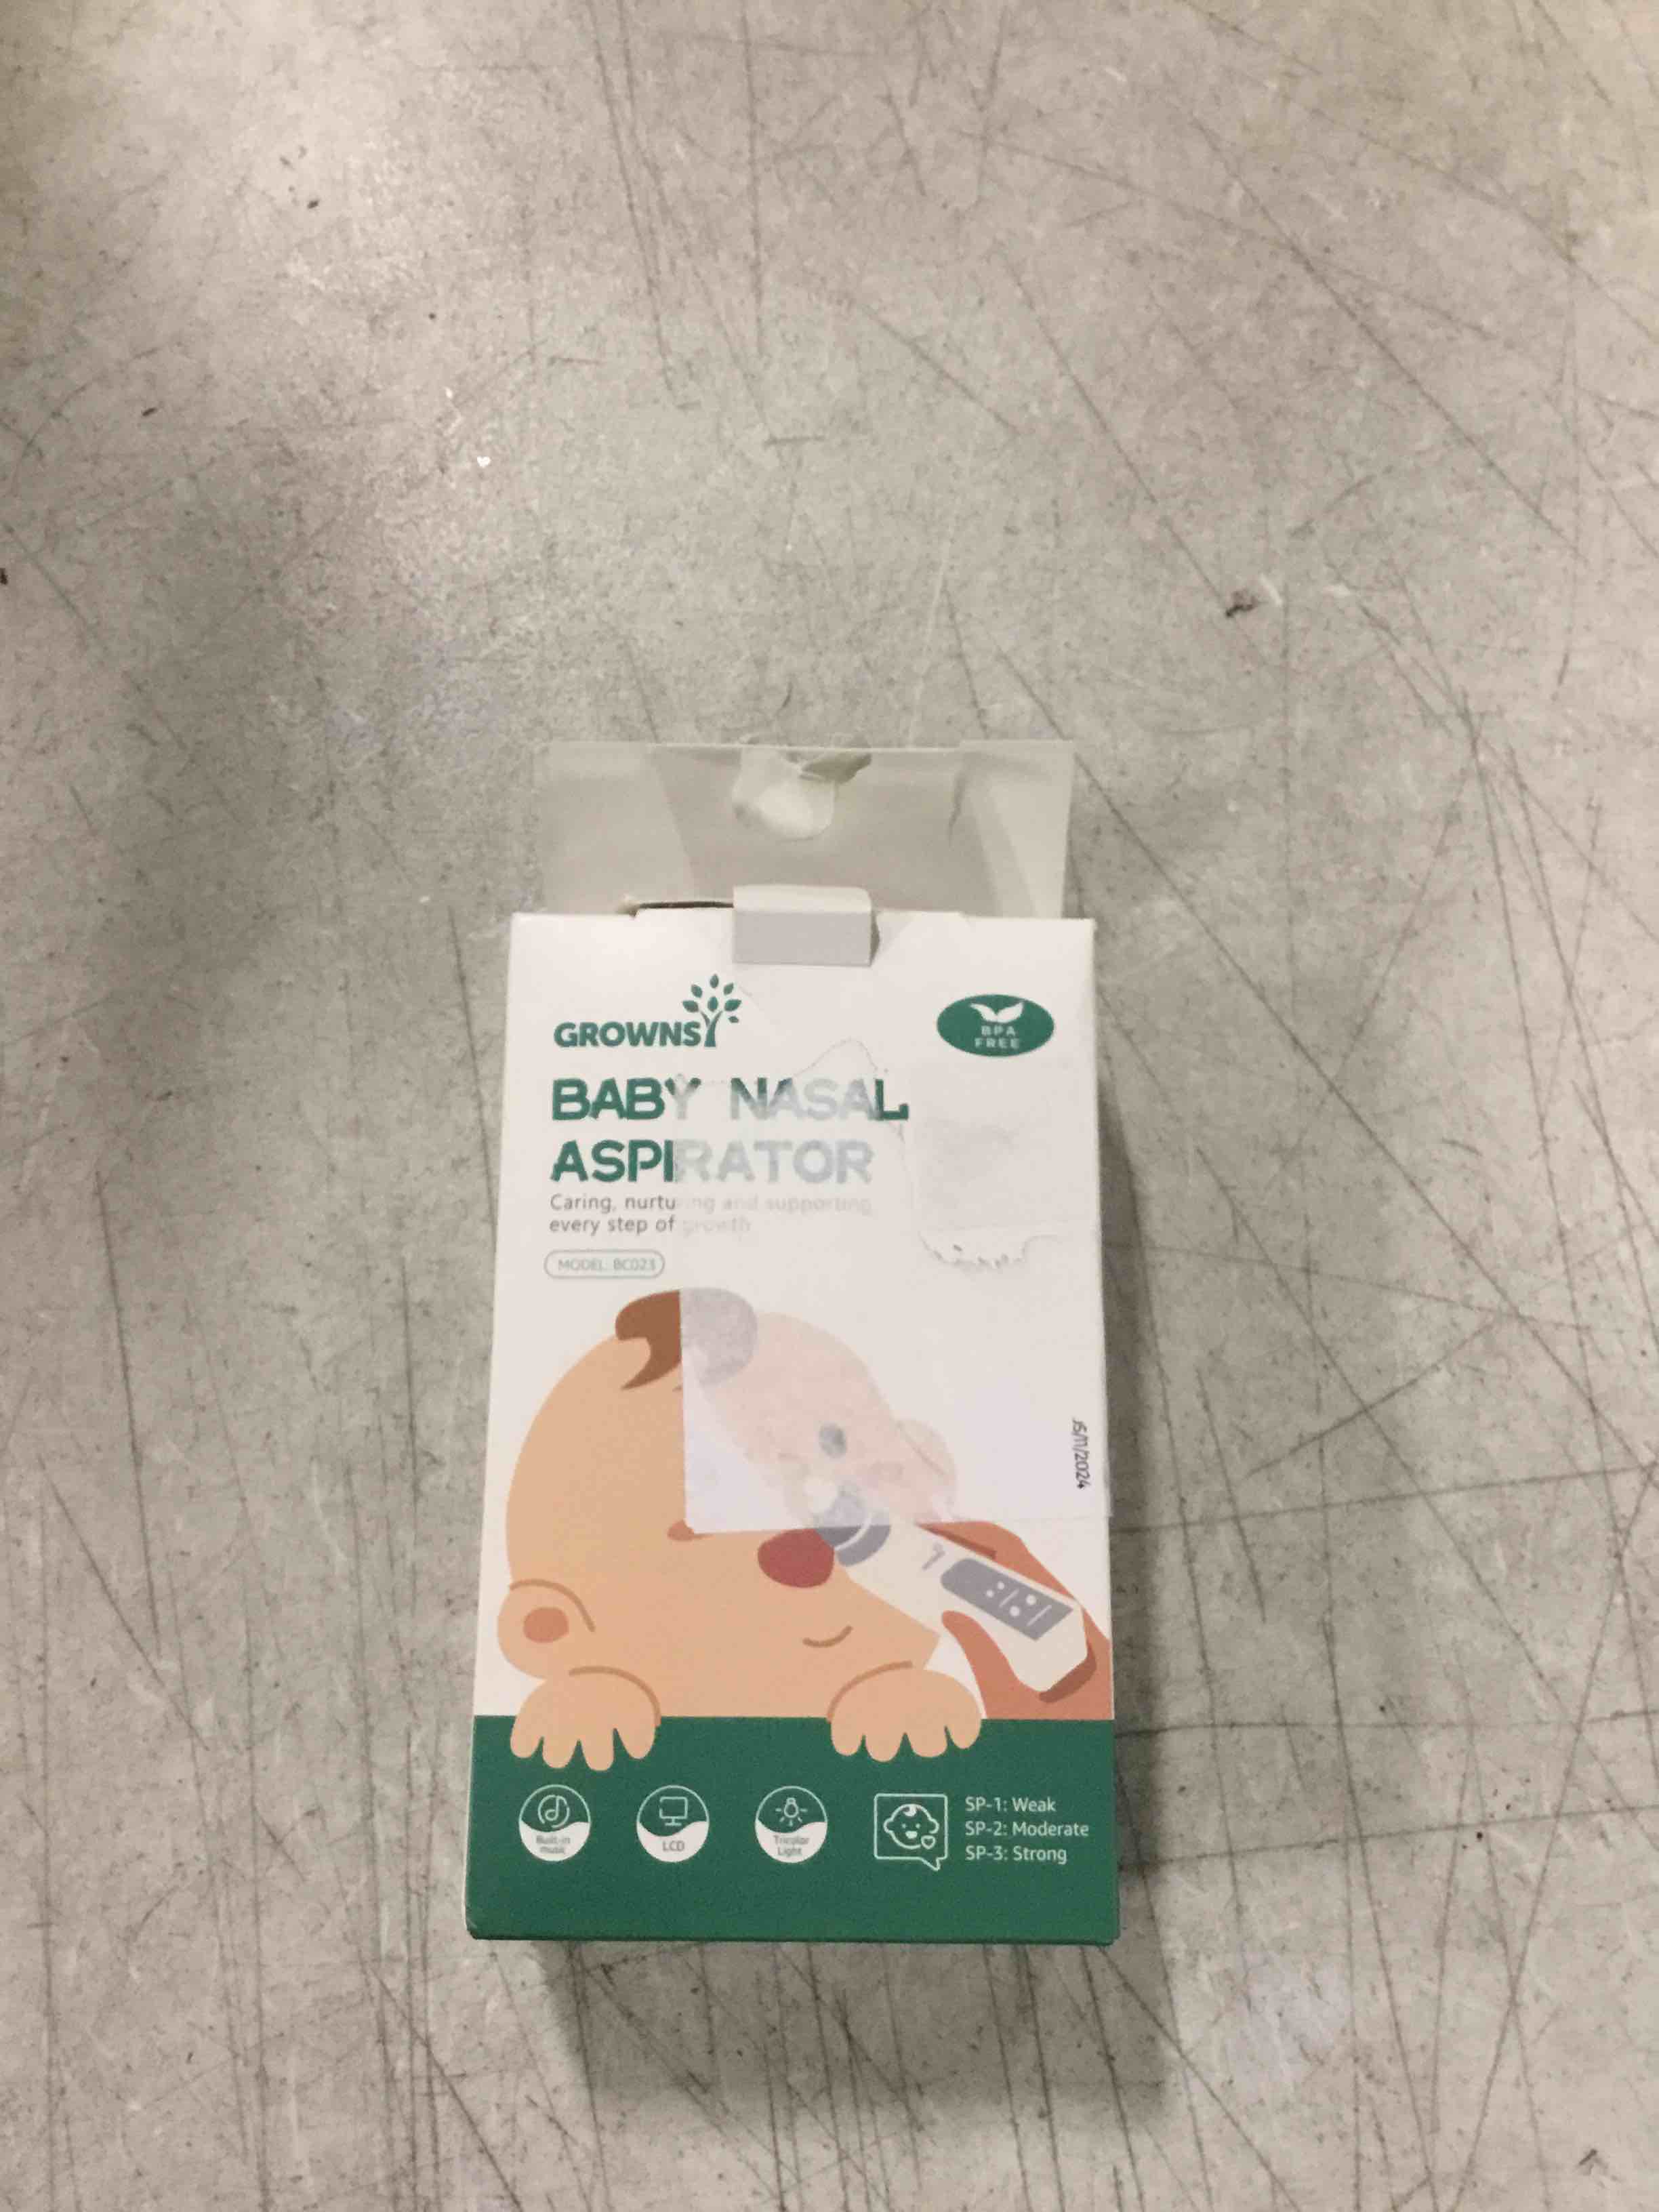 GROWNSY
BPA
FREE
BABY NASAL
ASPIRATOR
Caring, nurturing and supporting
every step of growth
MODEL: BC023
5/11/2024
Built-in
music
LCD
Tricolor
Light
SP-1: Weak
SP-2: Moderate
SP-3: Strong